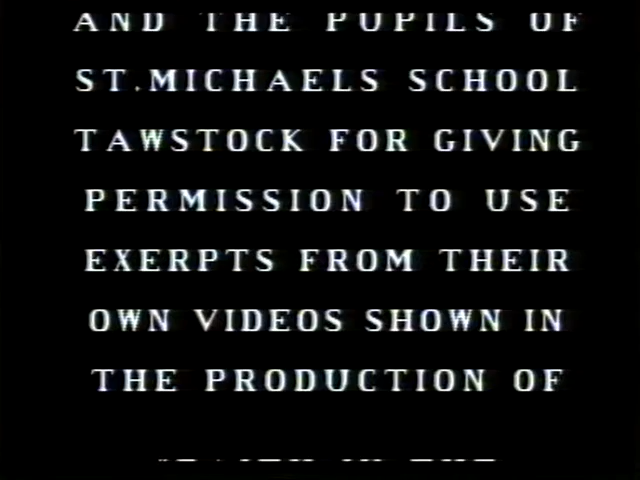 AND THE PUPILS OF
ST.MICHAELS SCHOOL
TAWSTOCK FOR GIVING
PERMISSION TO USE
EXERPTS FROM THEIR
OWN VIDEOS SHOWN IN
THE PRODUCTION OF